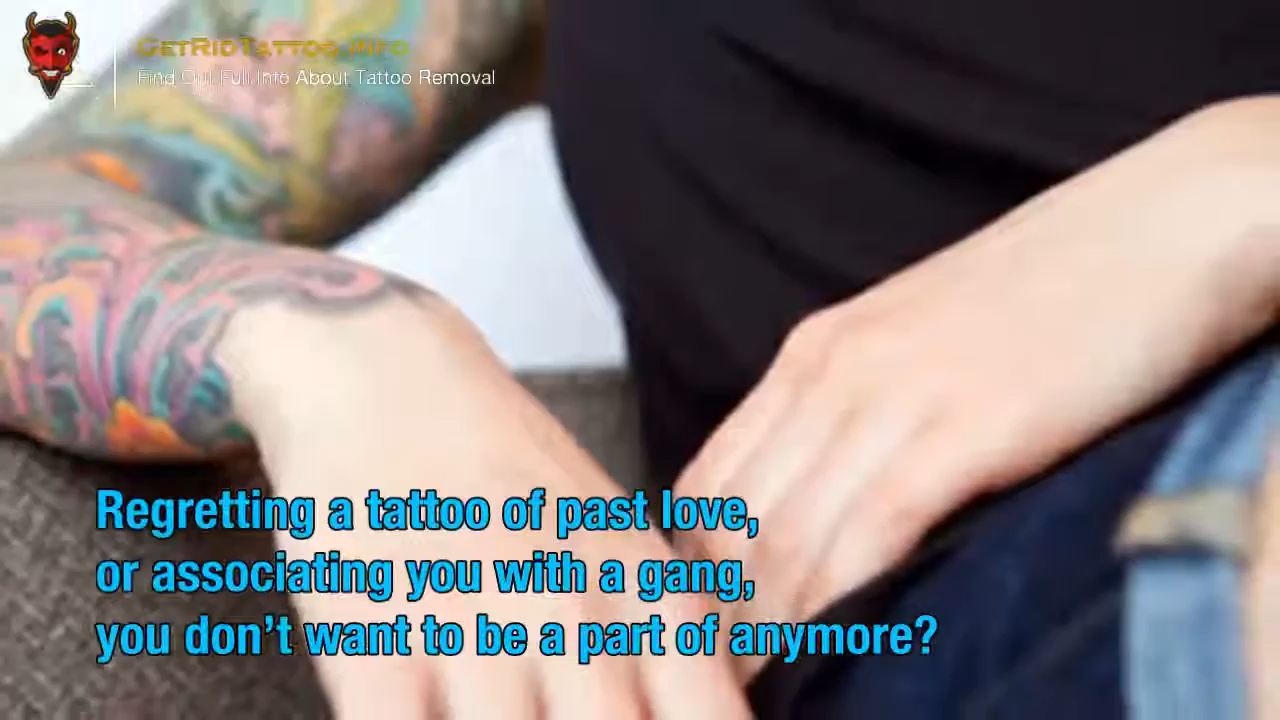 GetRidTattoo.Info
Find Out Full Info About Tattoo Removal
Regretting a tattoo of past love,
or associating you with a gang,
you don't want to be a part of anymore?